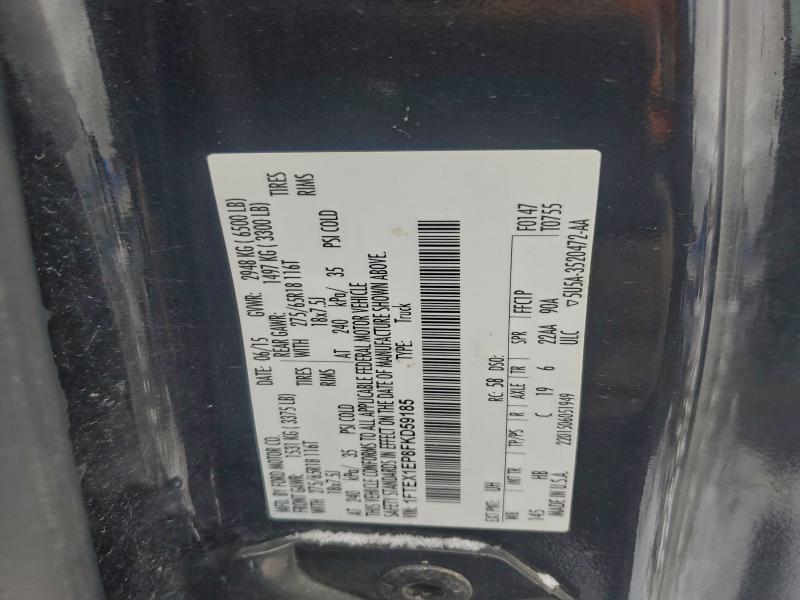 MFD. BY FORD MOTOR CO. DATE: 06/15 GVWR: 2948 KG ( 6500 LB)
FRONT GAWR: 1531 KG ( 3375 LB) REAR GAWR: 1497 KG ( 3300 LB)
WITH TIRES 275/65R18 116T RIMS 18x7.5J AT 240 kPa/ 35 PSI COLD
WITH TIRES 275/65R18 116T RIMS 18x7.5J AT 240 kPa/ 35 PSI COLD
THIS VEHICLE CONFORMS TO ALL APPLICABLE FEDERAL MOTOR VEHICLE
SAFETY STANDARDS IN EFFECT ON THE DATE OF MANUFACTURE SHOWN ABOVE.
VIN: 1FTEX1EP8FKD59185 TYPE: Truck
F0147
T0755
EXT PNT: UH RC: 58 DSO:
WB INT TR TP/PS R AXLE TR SPR FFC1P
145 HB C 19 6 22AA 90A
MADE IN U.S.A. 2201506051949 ULC 5U5A-3520472-AA